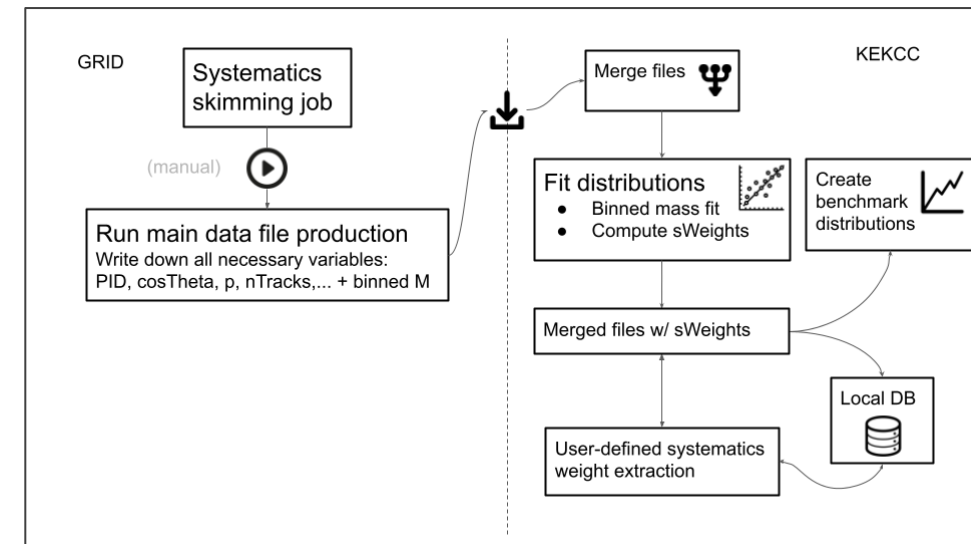 GRID
Systematics
skimming job
(manual)
Run main data file production
Write down all necessary variables:
PID, cosTheta, p, nTracks,... + binned M
KEKCC
Merge files
Fit distributions
● Binned mass fit
● Compute sWeights
Create
benchmark
distributions
Merged files w/ sWeights
Local DB
User-defined systematics
weight extraction